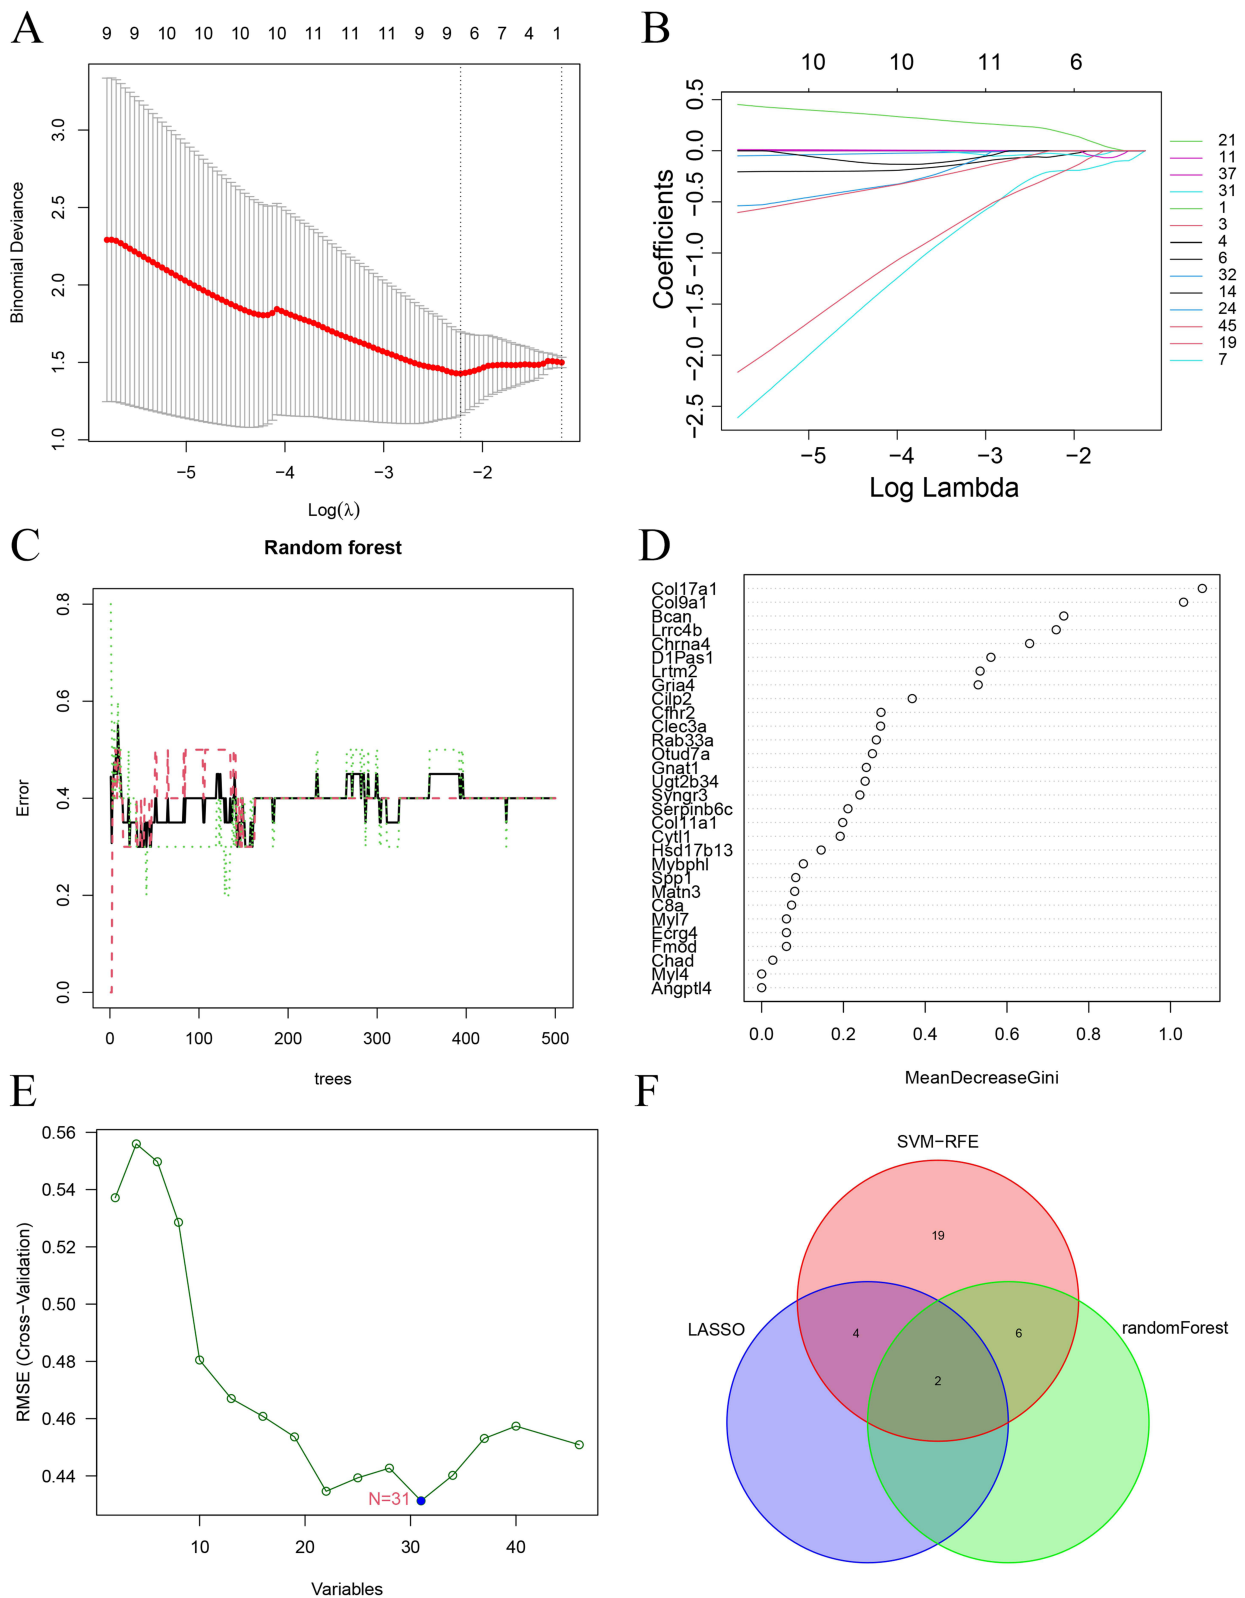 A
9 9 10 10 10 10 11 11 11 9 9 6 7 4 1
Binomial Deviance
3.0
2.5
2.0
1.5
1.0
−5 −4 −3 −2
Log(λ)
B
10 10 11 6
Coefficients
0.5
0.0
−0.5
−1.0
−1.5
−2.0
−2.5
−5 −4 −3 −2
Log Lambda
21
11
37
31
1
3
4
6
32
14
24
45
19
7
C
Random forest
Error
0.8
0.6
0.4
0.2
0.0
0 100 200 300 400 500
trees
D
Col17a1
Col9a1
Bcan
Lrrc4b
Chrna4
D1Pas1
Lrtm2
Gria4
Cilp2
Cfhr2
Clec3a
Rab33a
Otud7a
Gnat1
Ugt2b34
Syngr3
Serpinb6c
Col11a1
Cytl1
Hsd17b13
Mybphl
Spp1
Matn3
C8a
Myl7
Ecrg4
Fmod
Chad
Myl4
Angptl4
0.0 0.2 0.4 0.6 0.8 1.0
MeanDecreaseGini
E
RMSE (Cross−Validation)
0.56
0.54
0.52
0.50
0.48
0.46
0.44
N=31
10 20 30 40
Variables
F
SVM−RFE
19
LASSO
4
6
randomForest
2